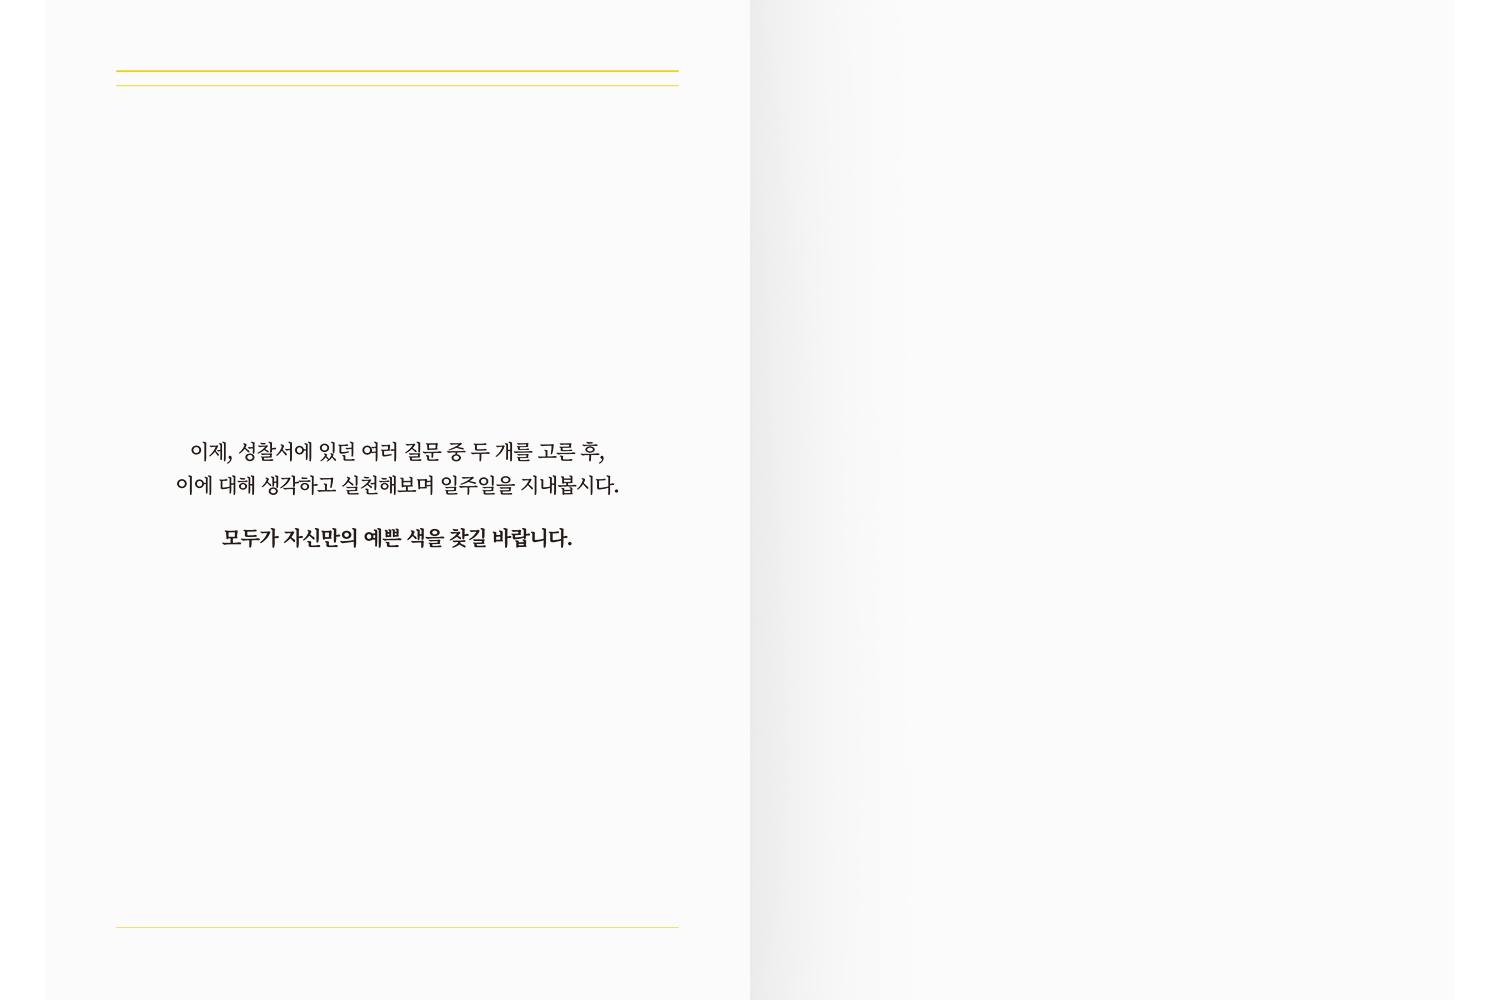 이제, 성찰서에 있던 여러 질문 중 두 개를 고른 후,
이에 대해 생각하고 실천해보며 일주일을 지내봅시다.
모두가 자신만의 예쁜 색을 찾길 바랍니다.